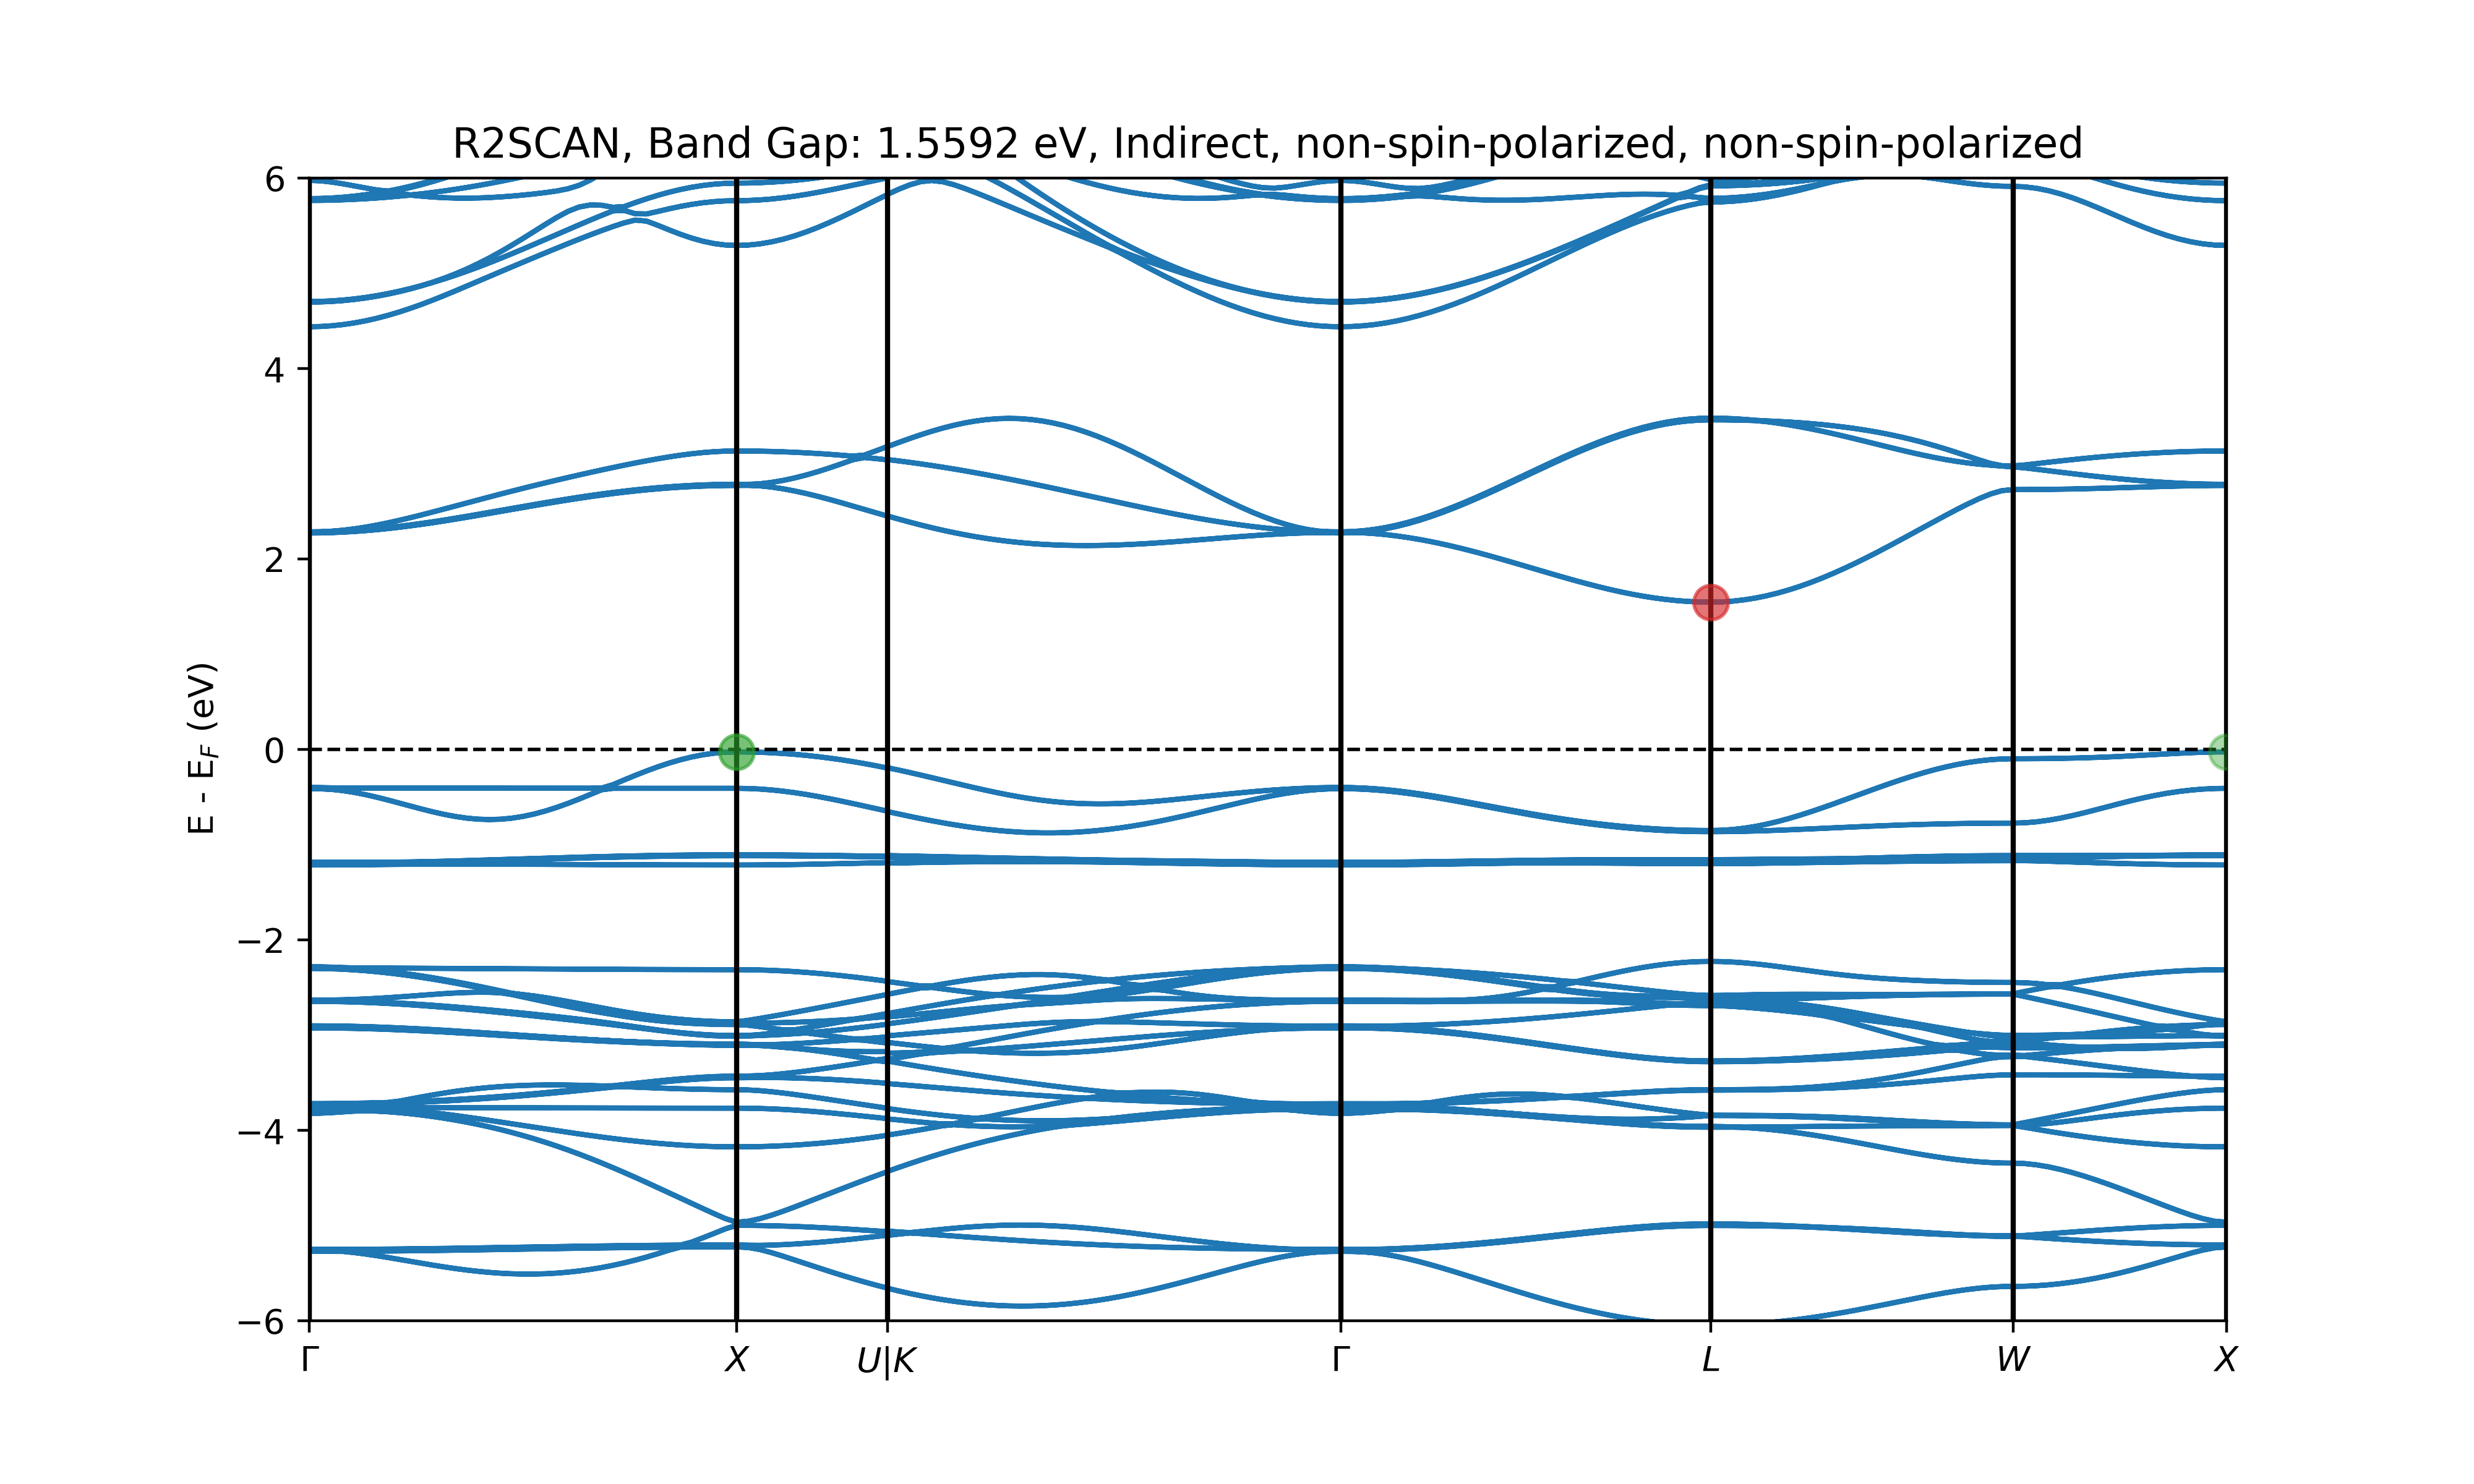 R2SCAN, Band Gap: 1.5592 eV, Indirect, non-spin-polarized, non-spin-polarized
6
4
2
0
−2
−4
−6
E - E_F (eV)
Γ X U|K Γ L W X